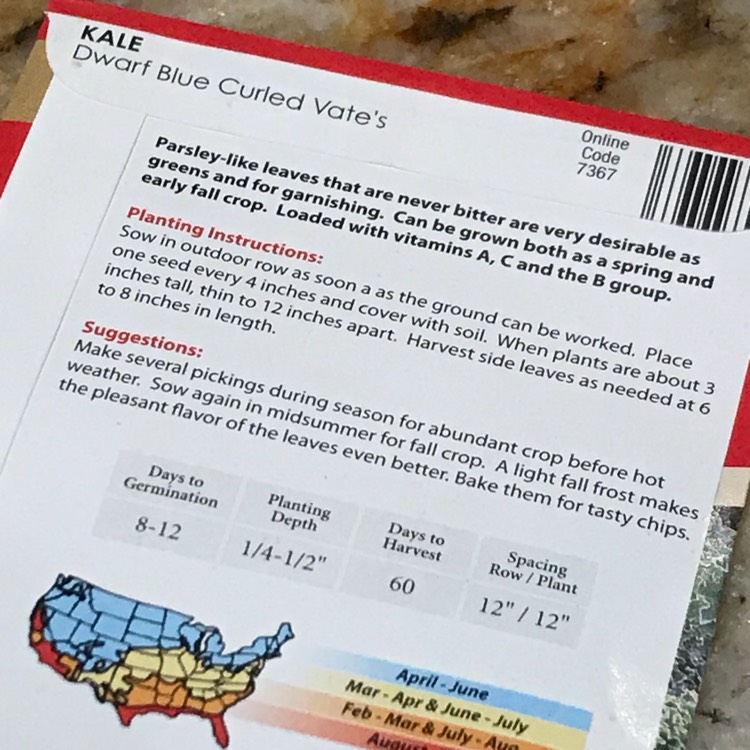 KALE
Dwarf Blue Curled Vate's
Online
Code
7367
Parsley-like leaves that are never bitter are very desirable as
greens and for garnishing. Can be grown both as a spring and
early fall crop. Loaded with vitamins A, C and the B group.
Planting Instructions:
Sow in outdoor row as soon a as the ground can be worked. Place
one seed every 4 inches and cover with soil. When plants are about 3
inches tall, thin to 12 inches apart. Harvest side leaves as needed at 6
to 8 inches in length.
Suggestions:
Make several pickings during season for abundant crop before hot
weather. Sow again in midsummer for fall crop. A light fall frost makes
the pleasant flavor of the leaves even better. Bake them for tasty chips.
Days to
Germination
8-12
Planting
Depth
1/4-1/2"
Days to
Harvest
60
Spacing
Row / Plant
12" / 12"
April - June
Mar - Apr & June - July
Feb - Mar & July - Aug
August